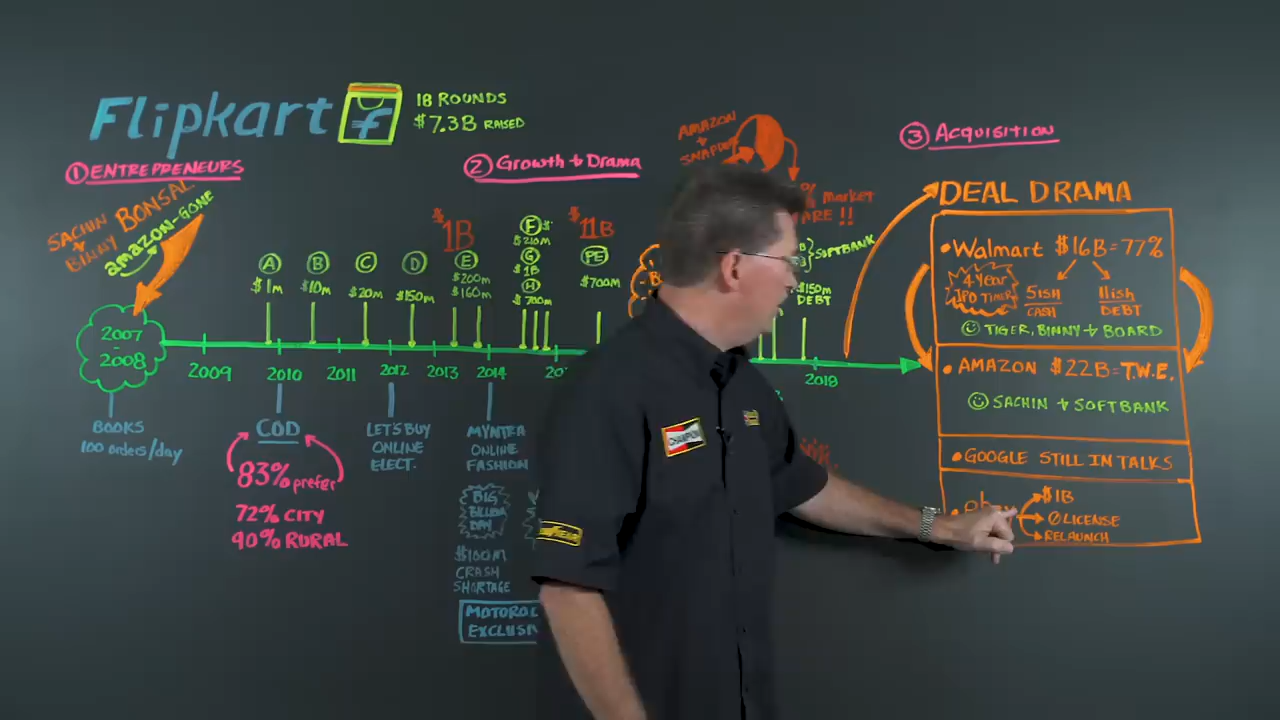 Flipkart
f
18 ROUNDS
$7.3B RAISED
① ENTREPRENEURS
SACHIN
+
BINNY BONSAL
amazon-GONE
2007
-
2008
BOOKS
100 orders/day
2009
2010
2011
2012
2013
2014
2018
② Growth + Drama
A
$1m
B
$10m
C
$20m
D
$150m
$1B
E
$200m
$160m
F
$210m
G
$1B
H
$700m
$11B
PE
$700m
COD
83% prefer
72% CITY
90% RURAL
LET'S BUY
ONLINE
ELECT.
MYNTRA
ONLINE
FASHION
BIG
BILLION
DAY
$100M
CRASH
SHORTAGE
AMAZON
+
% market
!!
SOFTBANK
$150m
DEBT
CHAMPION
③ Acquisition
DEAL DRAMA
• Walmart $16B = 77%
4 Year
IPO TIMER
5ISH
CASH
11ish
DEBT
TIGER, BINNY + BOARD
• AMAZON $22B = T.W.E.
SACHIN + SOFTBANK
• GOOGLE STILL IN TALKS
$1B
0 LICENSE
RELAUNCH